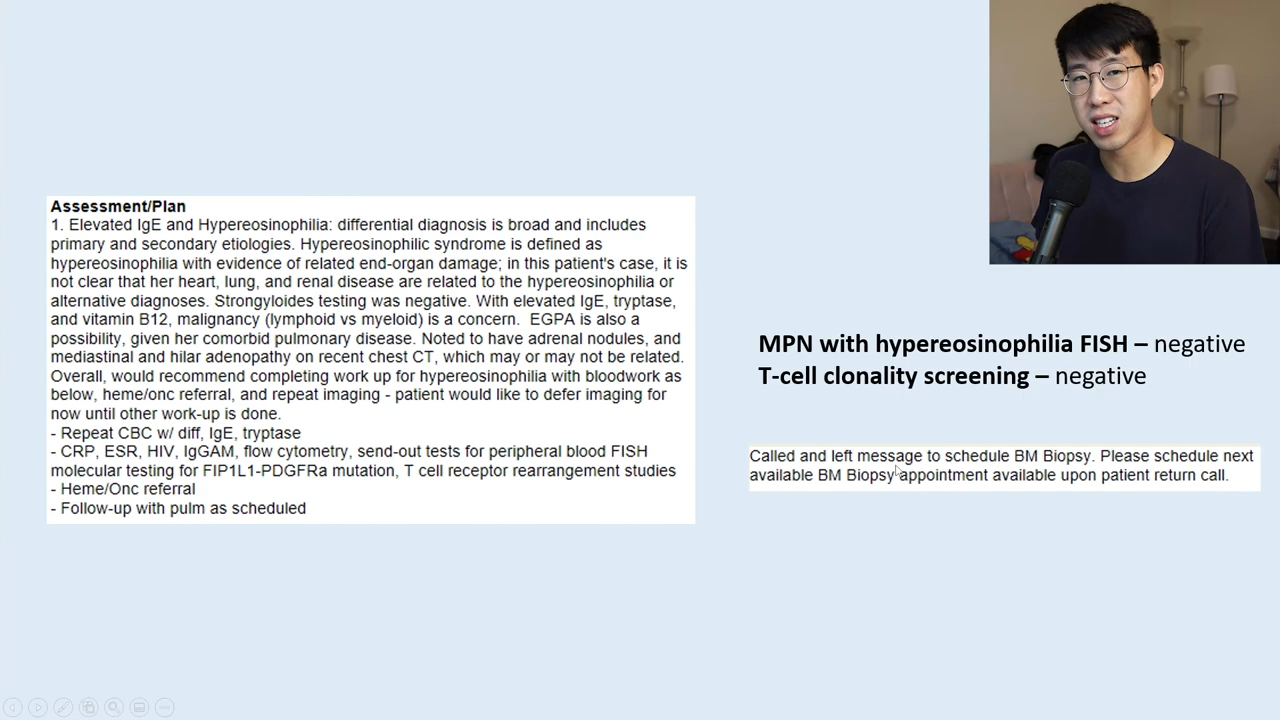 Assessment/Plan
1. Elevated IgE and Hypereosinophilia: differential diagnosis is broad and includes
primary and secondary etiologies. Hypereosinophilic syndrome is defined as
hypereosinophilia with evidence of related end-organ damage; in this patient's case, it is
not clear that her heart, lung, and renal disease are related to the hypereosinophilia or
alternative diagnoses. Strongyloides testing was negative. With elevated IgE, tryptase,
and vitamin B12, malignancy (lymphoid vs myeloid) is a concern.  EGPA is also a
possibility, given her comorbid pulmonary disease. Noted to have adrenal nodules, and
mediastinal and hilar adenopathy on recent chest CT, which may or may not be related.
Overall, would recommend completing work up for hypereosinophilia with bloodwork as
below, heme/onc referral, and repeat imaging - patient would like to defer imaging for
now until other work-up is done.
- Repeat CBC w/ diff, IgE, tryptase
- CRP, ESR, HIV, IgGAM, flow cytometry, send-out tests for peripheral blood FISH
molecular testing for FIP1L1-PDGFRa mutation, T cell receptor rearrangement studies
- Heme/Onc referral
- Follow-up with pulm as scheduled
MPN with hypereosinophilia FISH – negative
T-cell clonality screening – negative
Called and left message to schedule BM Biopsy. Please schedule next
available BM Biopsy appointment available upon patient return call.